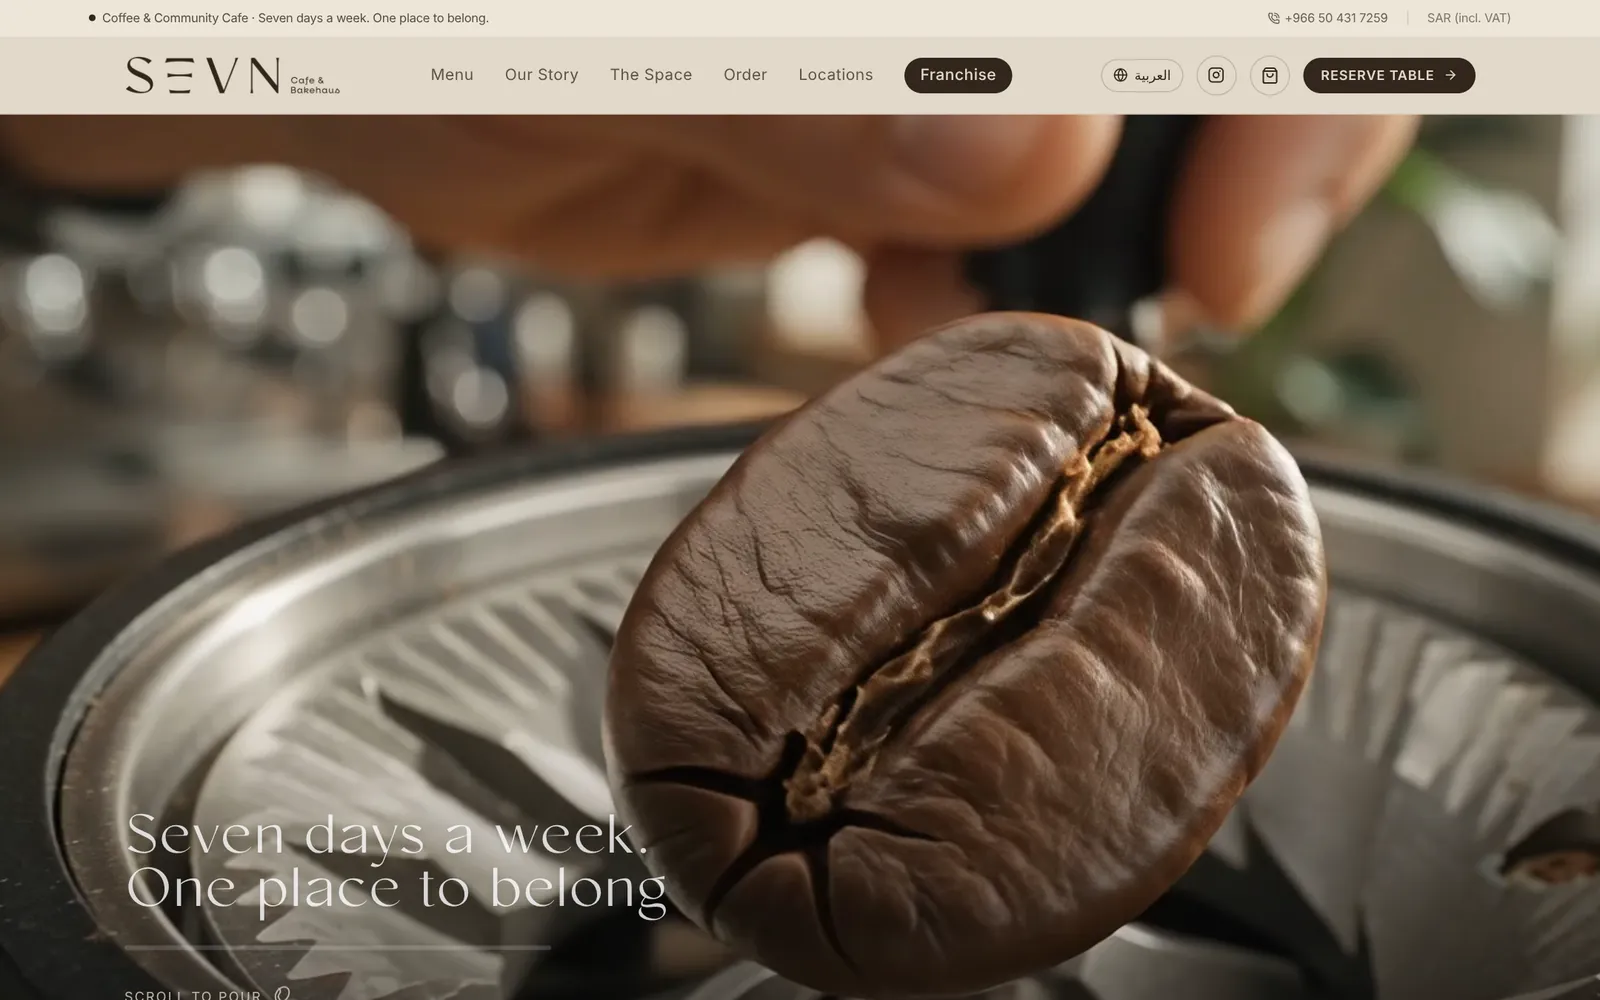 Coffee & Community Cafe · Seven days a week. One place to belong.
+966 50 431 7259
SAR (incl. VAT)
SEVN
Cafe &
Bakehaus
Menu
Our Story
The Space
Order
Locations
Franchise
العربية
RESERVE TABLE →
Seven days a week.
One place to belong
SCROLL TO POUR